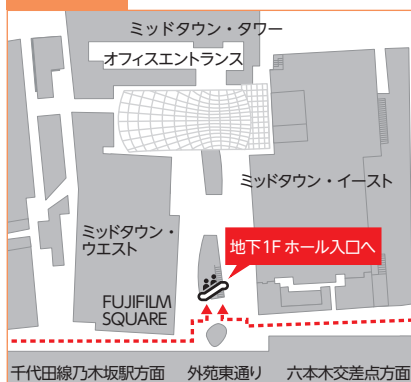 ミッドタウン・タワー
オフィスエントランス
ミッドタウン・イースト
ミッドタウン・
ウエスト
地下1F ホール入口へ
FUJIFILM
SQUARE
千代田線乃木坂駅方面
外苑東通り
六本木交差点方面